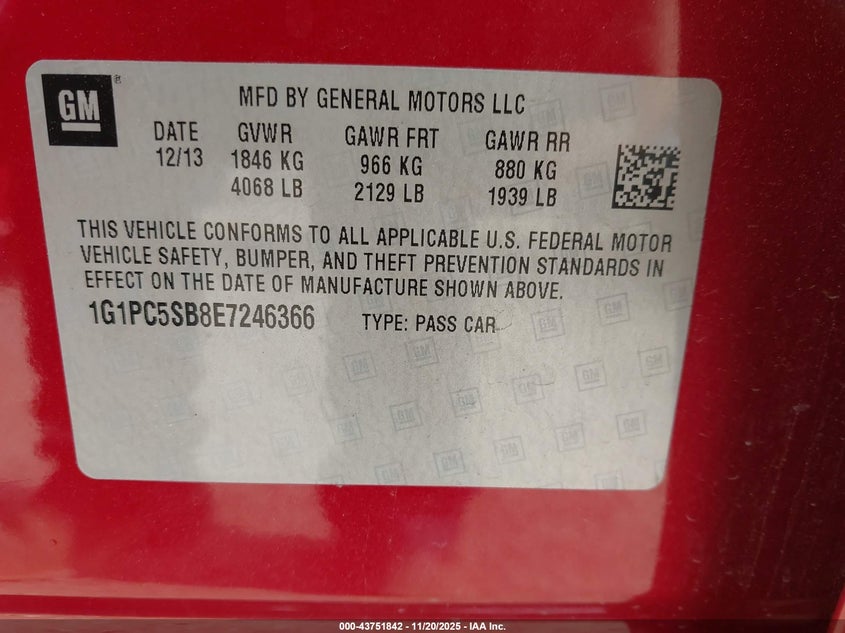 GM ®
MFD BY GENERAL MOTORS LLC
DATE GVWR GAWR FRT GAWR RR
12/13 1846 KG 966 KG 880 KG
4068 LB 2129 LB 1939 LB
THIS VEHICLE CONFORMS TO ALL APPLICABLE U.S. FEDERAL MOTOR
VEHICLE SAFETY, BUMPER, AND THEFT PREVENTION STANDARDS IN
EFFECT ON THE DATE OF MANUFACTURE SHOWN ABOVE.
1G1PC5SB8E7246366 TYPE: PASS CAR
000-43751842 - 11/20/2025 - IAA Inc.